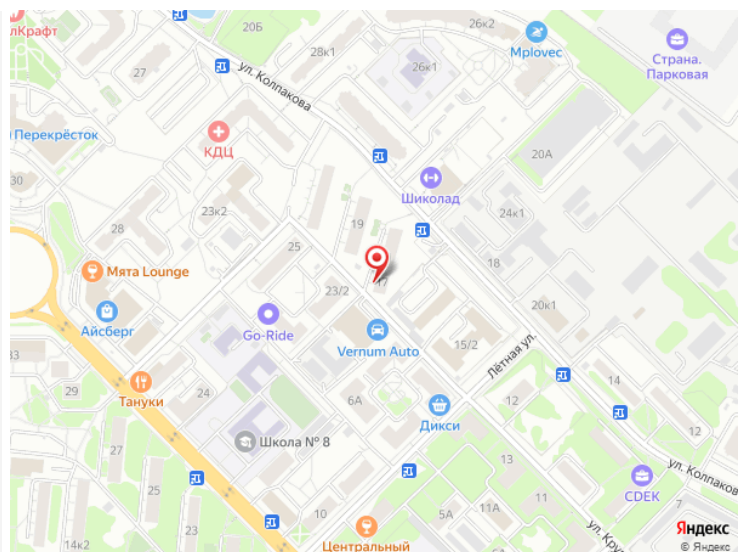 лКрафт
20Б
26к2
Mplovec
Страна.
Парковая
27
28к1
26к1
ул. Колпакова
Перекрёсток
КДЦ
20А
Шиколад
30
23к2
19
24к1
28
25
18
Мята Lounge
17
23/2
20к1
Айсберг
Go-Ride
Vernum Auto
15/2
Лётная ул.
33
Тануки
29
24
6А
14
12
Дикси
Школа № 8
12
27
13
ул. Колпакова
25
11
CDEK
7
23
10
5А
11А
11
ул. Кру
14к2
Центральный
Яндекс
© Яндекс